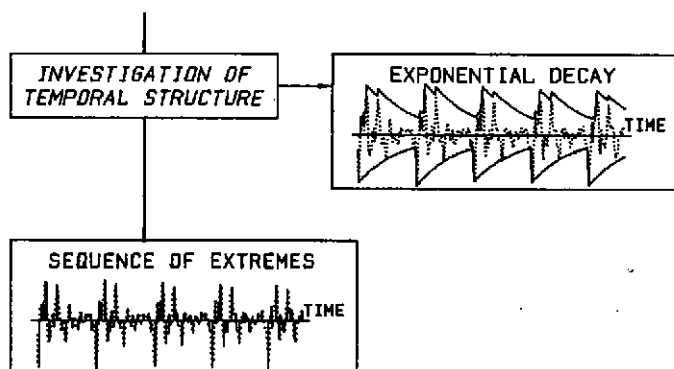 INVESTIGATION OF
TEMPORAL STRUCTURE
EXPONENTIAL DECAY
TIME
SEQUENCE OF EXTREMES
TIME